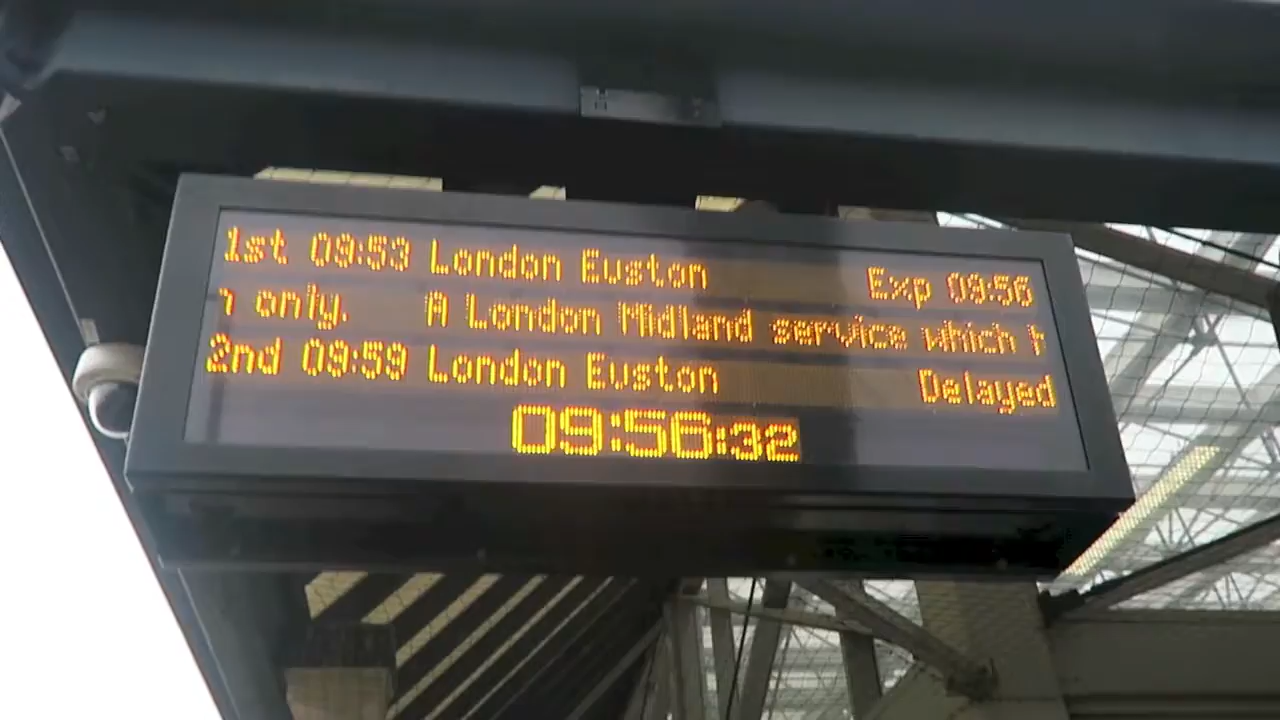 1st 09:53 London Euston Exp 09:56
only. A London Midland service which
2nd 09:59 London Euston Delayed
09:56:32